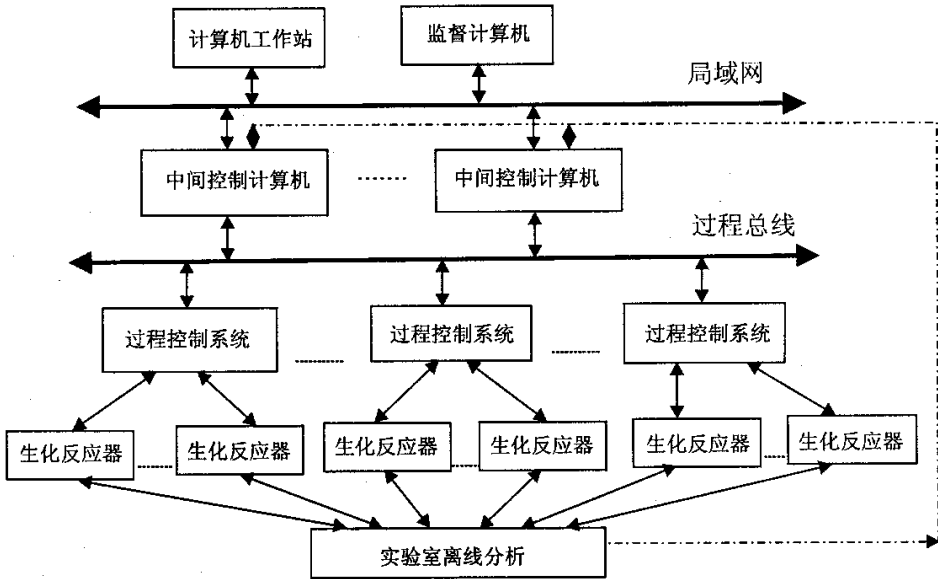 计算机工作站
监督计算机
局域网
中间控制计算机
........
中间控制计算机
过程总线
过程控制系统
过程控制系统
过程控制系统
生化反应器
生化反应器
生化反应器
生化反应器
生化反应器
生化反应器
实验室离线分析